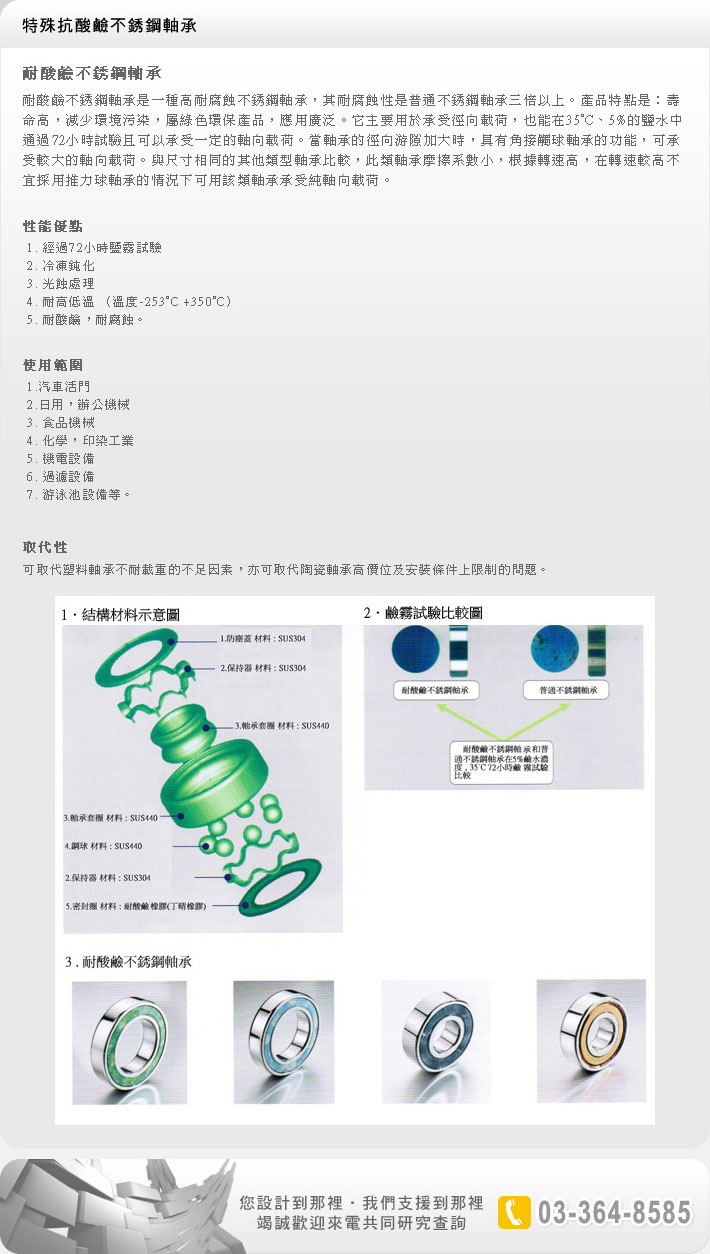 特殊抗酸鹼不銹鋼軸承
耐酸鹼不銹鋼軸承
耐酸鹼不銹鋼軸承是一種高耐腐蝕不銹鋼軸承，其耐腐蝕性是普通不銹鋼軸承三倍以上。產品特點是：壽
命高，減少環境污染，屬綠色環保產品，應用廣泛。它主要用於承受徑向載荷，也能在35°C、5%的鹽水中
通過72小時試驗且可以承受一定的軸向載荷。當軸承的徑向游隙加大時，具有角接觸球軸承的功能，可承
受較大的軸向載荷。與尺寸相同的其他類型軸承比較，此類軸承摩擦系數小，根據轉速高，在轉速較高不
宜採用推力球軸承的情況下可用該類軸承承受純軸向載荷。
性能優點
1. 經過72小時鹽霧試驗
2. 冷凍鈍化
3. 光蝕處理
4. 耐高低溫 （溫度-253°C +350°C）
5. 耐酸鹼，耐腐蝕。
使用範圍
1.汽車活門
2.日用，辦公機械
3. 食品機械
4. 化學，印染工業
5. 機電設備
6. 過濾設備
7. 游泳池設備等。
取代性
可取代塑料軸承不耐載重的不足因素，亦可取代陶瓷軸承高價位及安裝條件上限制的問題。
1．結構材料示意圖
1.防塵蓋 材料：SUS304
2.保持器 材料：SUS304
3.軸承套圈 材料：SUS440
3.軸承套圈 材料：SUS440
4.鋼球 材料：SUS440
2.保持器 材料：SUS304
5.密封圈 材料：耐酸鹼橡膠(丁晴橡膠)
2．鹼霧試驗比較圖
耐酸鹼不銹鋼軸承
普通不銹鋼軸承
耐酸鹼不銹鋼軸承和普
通不銹鋼軸承在5%鹼水濃
度，35°C 72小時鹼霧試驗
比較
3．耐酸鹼不銹鋼軸承
您設計到那裡．我們支援到那裡
竭誠歡迎來電共同研究查詢
03-364-8585